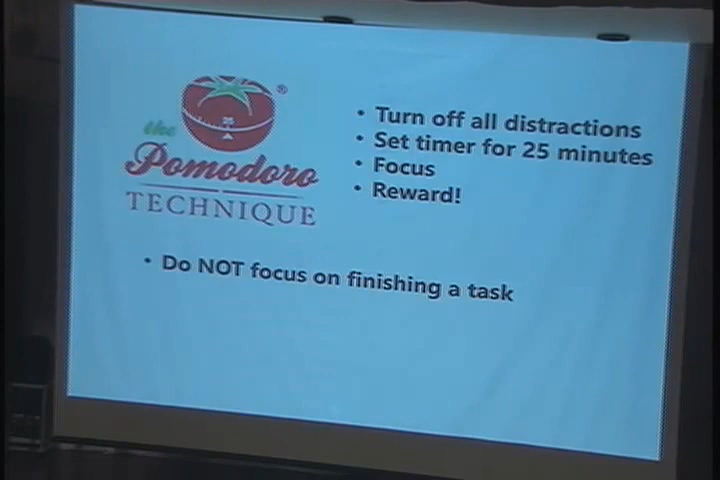 25
®
the
Pomodoro
TECHNIQUE
• Turn off all distractions
• Set timer for 25 minutes
• Focus
• Reward!
• Do NOT focus on finishing a task